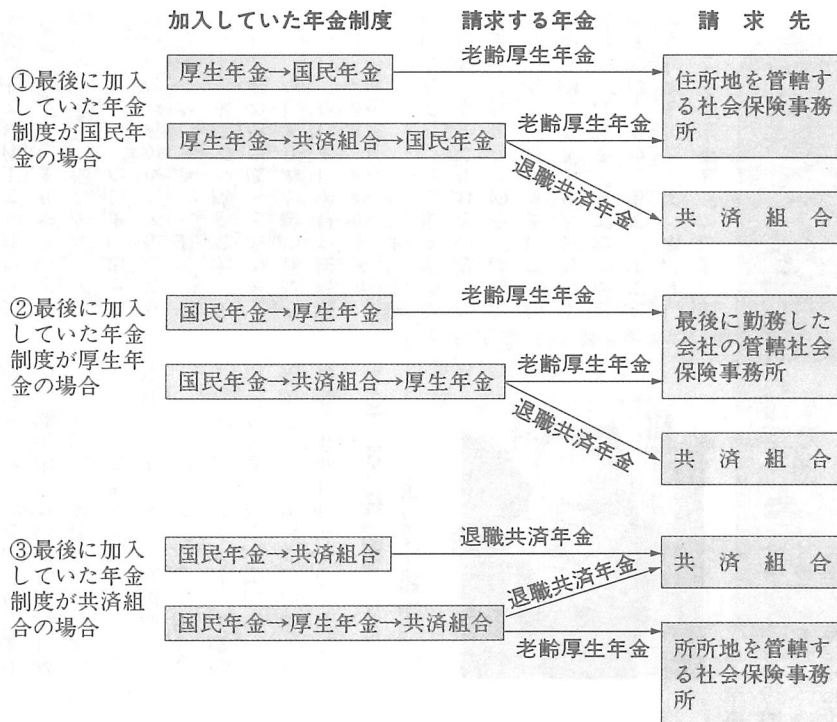 加入していた年金制度 請求する年金 請求先
①最後に加入
していた年金
制度が国民年
金の場合
厚生年金→国民年金
老齢厚生年金
住所地を管轄す
る社会保険事務
所
厚生年金→共済組合→国民年金
老齢厚生年金
退職共済年金
共済組合
②最後に加入
していた年金
制度が厚生年
金の場合
国民年金→厚生年金
老齢厚生年金
最後に勤務した
会社の管轄社会
保険事務所
国民年金→共済組合→厚生年金
老齢厚生年金
退職共済年金
共済組合
③最後に加入
していた年金
制度が共済組
合の場合
国民年金→共済組合
退職共済年金
共済組合
国民年金→厚生年金→共済組合
退職共済年金
老齢厚生年金
所所地を管轄す
る社会保険事務
所